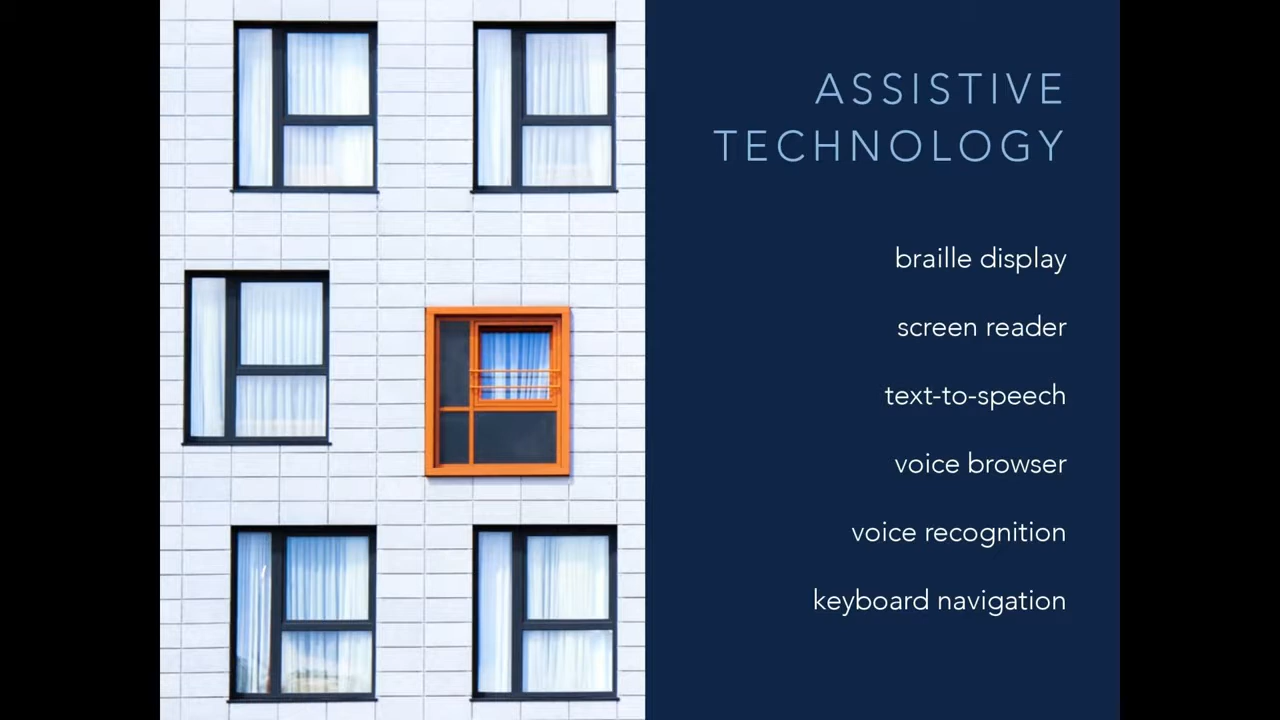 ASSISTIVE
TECHNOLOGY
braille display
screen reader
text-to-speech
voice browser
voice recognition
keyboard navigation